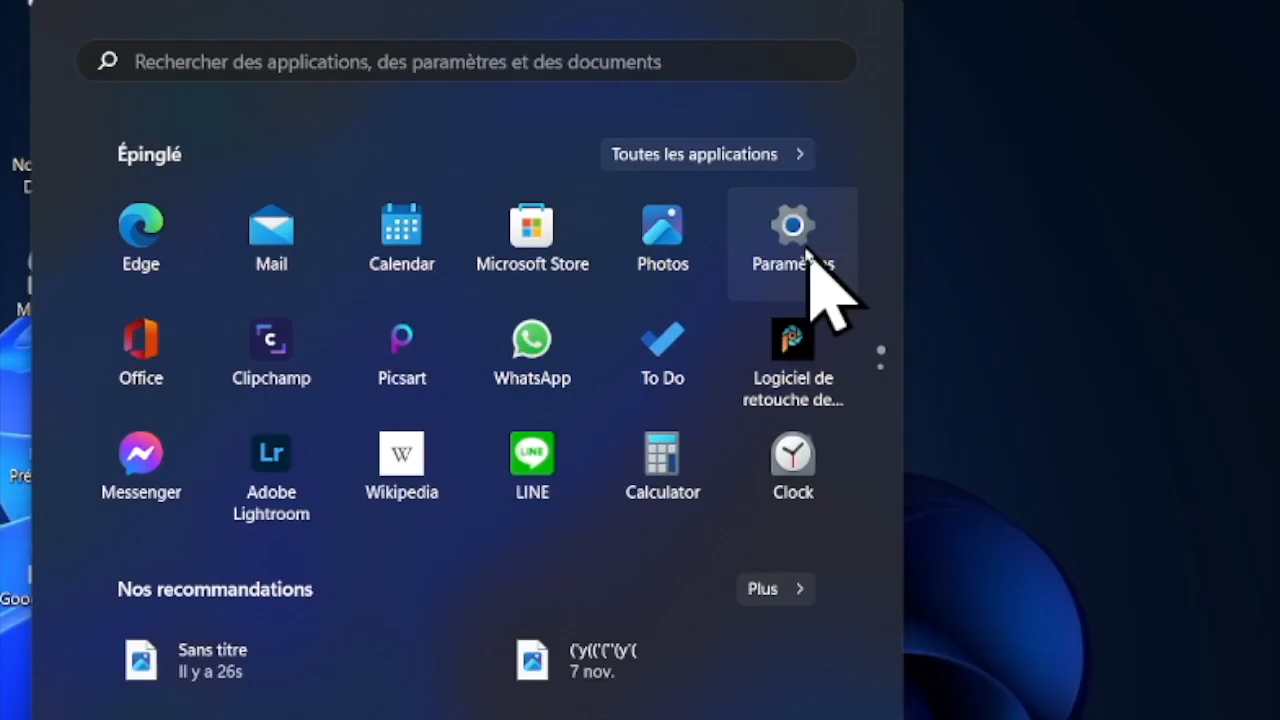 Rechercher des applications, des paramètres et des documents
Épinglé
Toutes les applications
Edge
Mail
Calendar
Microsoft Store
Photos
Office
Clipchamp
Picsart
WhatsApp
To Do
Logiciel de
retouche de...
Messenger
Adobe
Lightroom
Wikipedia
LINE
Calculator
Clock
Nos recommandations
Plus
Sans titre
Il y a 26s
7 nov.